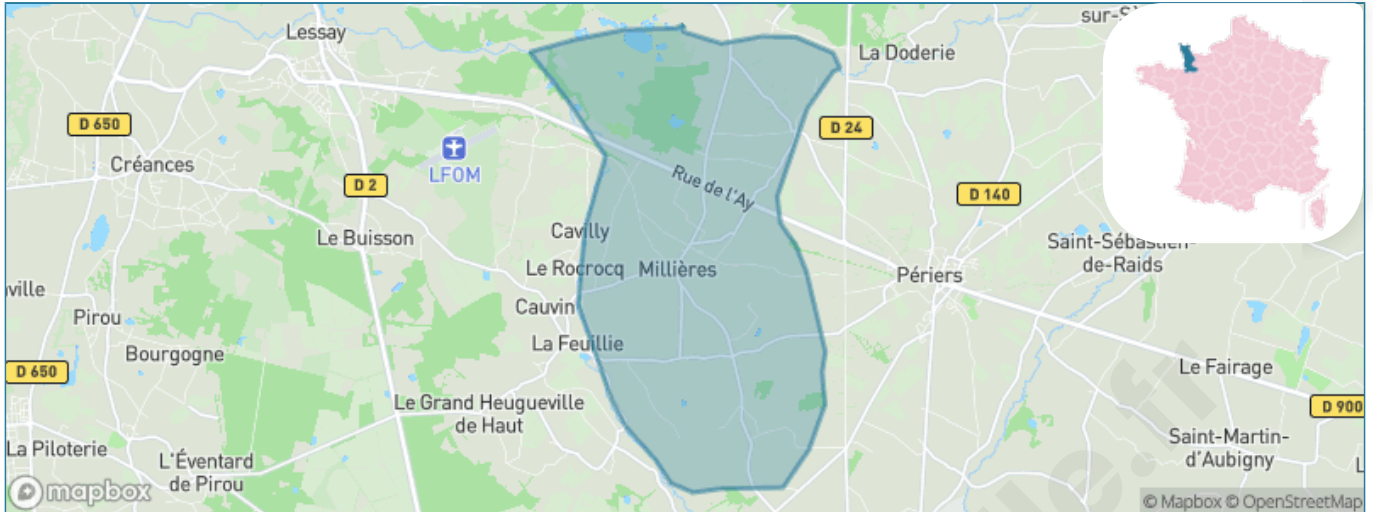 Lessay
sur-S
La Doderie
D 650
D 24
Créances
LFOM
D 2
Rue de l'Ay
D 140
Cavilly
Le Buisson
Saint-Sébastien-
de-Raids
Le Rocrocq
Millières
Périers
ville
Cauvin
Pirou
La Feuillie
Bourgogne
Le Fairage
D 650
Le Grand Heugueville
de Haut
D 900
La Piloterie
L'Éventard
de Pirou
Saint-Martin-
d'Aubigny
mapbox
© Mapbox © OpenStreetMap